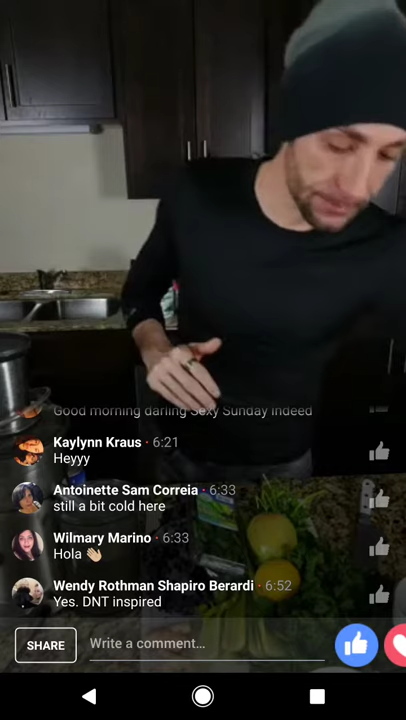 Good morning darling Sexy Sunday indeed
Kaylynn Kraus · 6:21
Heyyy
Antoinette Sam Correia · 6:33
still a bit cold here
Wilmary Marino · 6:33
Hola 👋🏽
Wendy Rothman Shapiro Berardi · 6:52
Yes. DNT inspired
SHARE
Write a comment…